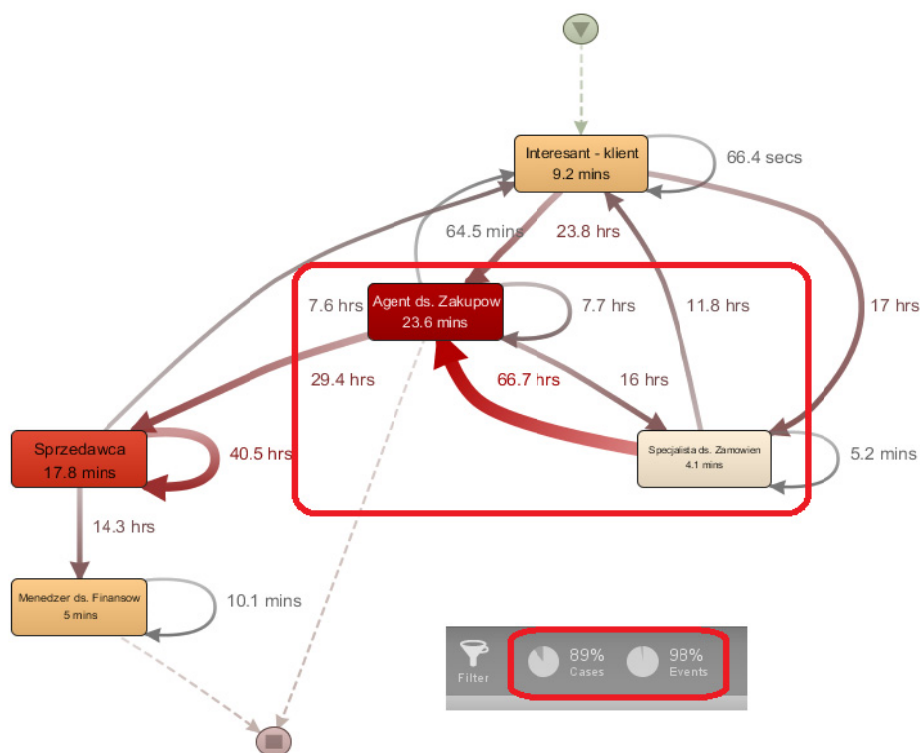 Interesant - klient
9.2 mins
66.4 secs
64.5 mins
23.8 hrs
Agent ds. Zakupow
23.6 mins
7.6 hrs
7.7 hrs
11.8 hrs
17 hrs
29.4 hrs
66.7 hrs
16 hrs
Sprzedawca
17.8 mins
40.5 hrs
Specjalista ds. Zamowien
4.1 mins
5.2 mins
14.3 hrs
Menedzer ds. Finansow
5 mins
10.1 mins
Filter
89%
Cases
98%
Events